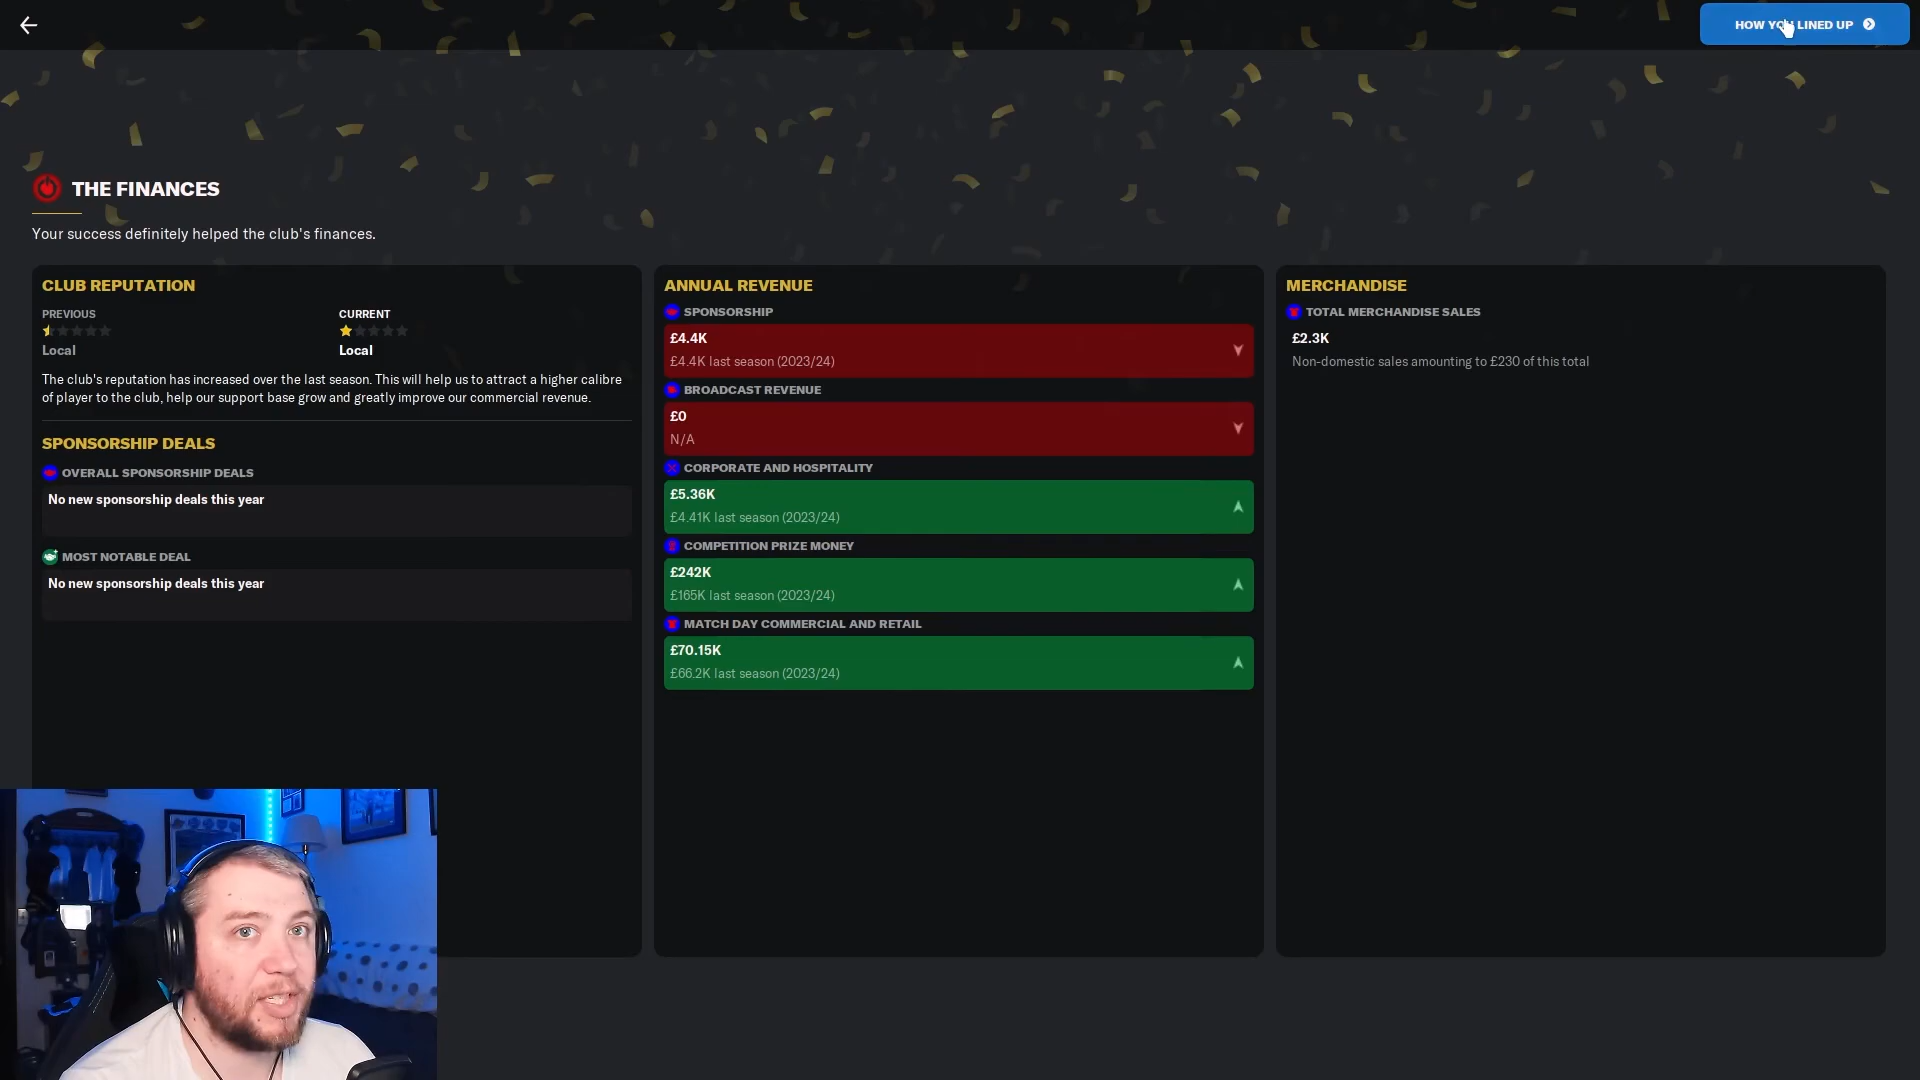 HOW YOU LINED UP
THE FINANCES
Your success definitely helped the club's finances.
CLUB REPUTATION
PREVIOUS
CURRENT
Local
Local
The club's reputation has increased over the last season. This will help us to attract a higher calibre
of player to the club, help our support base grow and greatly improve our commercial revenue.
SPONSORSHIP DEALS
OVERALL SPONSORSHIP DEALS
No new sponsorship deals this year
MOST NOTABLE DEAL
No new sponsorship deals this year
ANNUAL REVENUE
SPONSORSHIP
£4.4K
£4.4K last season (2023/24)
BROADCAST REVENUE
£0
N/A
CORPORATE AND HOSPITALITY
£5.36K
£4.41K last season (2023/24)
COMPETITION PRIZE MONEY
£242K
£165K last season (2023/24)
MATCH DAY COMMERCIAL AND RETAIL
£70.15K
£66.2K last season (2023/24)
MERCHANDISE
TOTAL MERCHANDISE SALES
£2.3K
Non-domestic sales amounting to £230 of this total